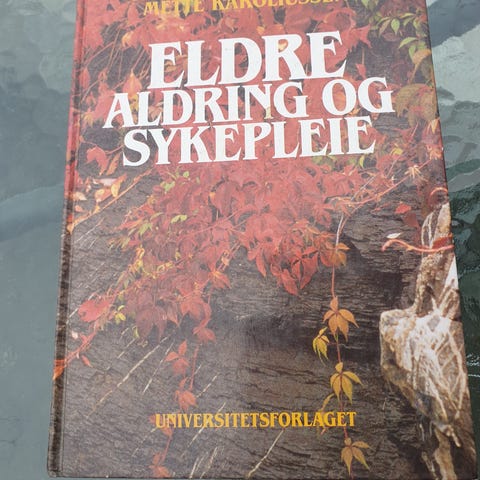 METTE KAROLIUSSEN
ELDRE
ALDRING OG
SYKEPLEIE
UNIVERSITETSFORLAGET